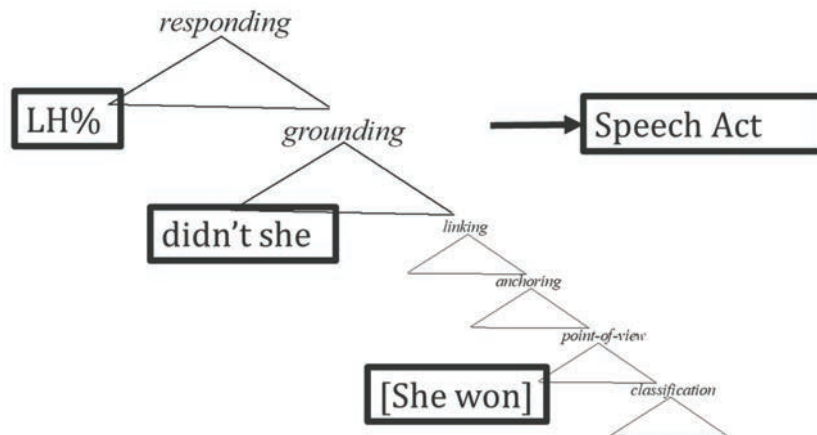 responding
LH%
Speech Act
grounding
didn't she
linking
anchoring
point-of-view
[She won]
classification